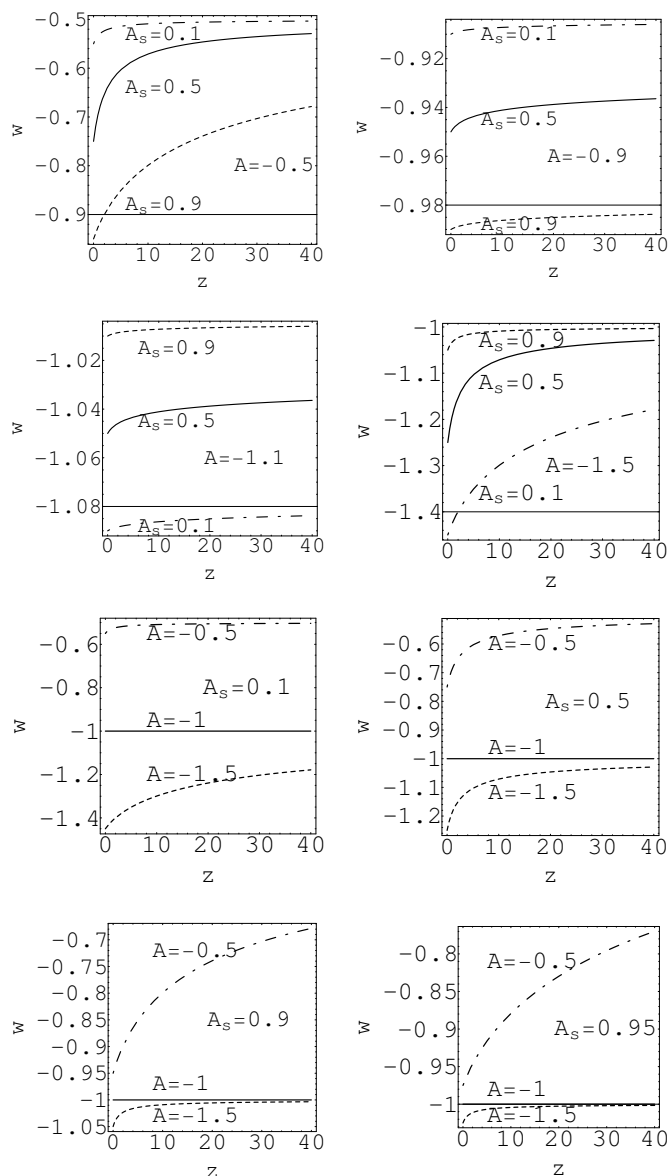 -0.5
-0.6
-0.7
-0.8
-0.9
w
A_s=0.1
A_s=0.5
A=-0.5
A_s=0.9
0 10 20 30 40
z
-0.92
-0.94
-0.96
-0.98
w
A_s=0.1
A_s=0.5
A=-0.9
A_s=0.9
0 10 20 30 40
z
-1.02
-1.04
-1.06
-1.08
w
A_s=0.9
A_s=0.5
A=-1.1
A_s=0.1
0 10 20 30 40
z
-1
-1.1
-1.2
-1.3
-1.4
w
A_s=0.9
A_s=0.5
A=-1.5
A_s=0.1
0 10 20 30 40
z
-0.6
-0.8
-1
-1.2
-1.4
w
A=-0.5
A_s=0.1
A=-1
A=-1.5
0 10 20 30 40
z
-0.6
-0.7
-0.8
-0.9
-1
-1.1
-1.2
w
A=-0.5
A_s=0.5
A=-1
A=-1.5
0 10 20 30 40
z
-0.7
-0.75
-0.8
-0.85
-0.9
-0.95
-1
-1.05
w
A=-0.5
A_s=0.9
A=-1
A=-1.5
0 10 20 30 40
z
-0.8
-0.85
-0.9
-0.95
-1
w
A=-0.5
A_s=0.95
A=-1
A=-1.5
0 10 20 30 40
z